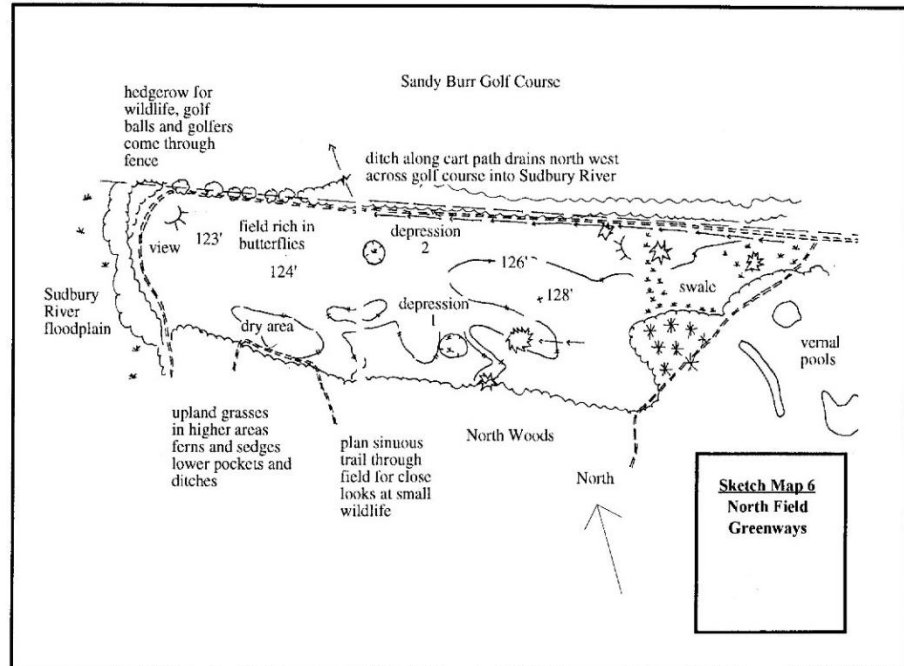 Sandy Burr Golf Course
hedgerow for
wildlife, golf
balls and golfers
come through
fence
ditch along cart path drains north west
across golf course into Sudbury River
view
123'
field rich in
butterflies
124'
depression
2
126'
128'
swale
Sudbury
River
floodplain
dry area
depression
1
vernal
pools
upland grasses
in higher areas
ferns and sedges
lower pockets and
ditches
plan sinuous
trail through
field for close
looks at small
wildlife
North Woods
North
Sketch Map 6
North Field
Greenways